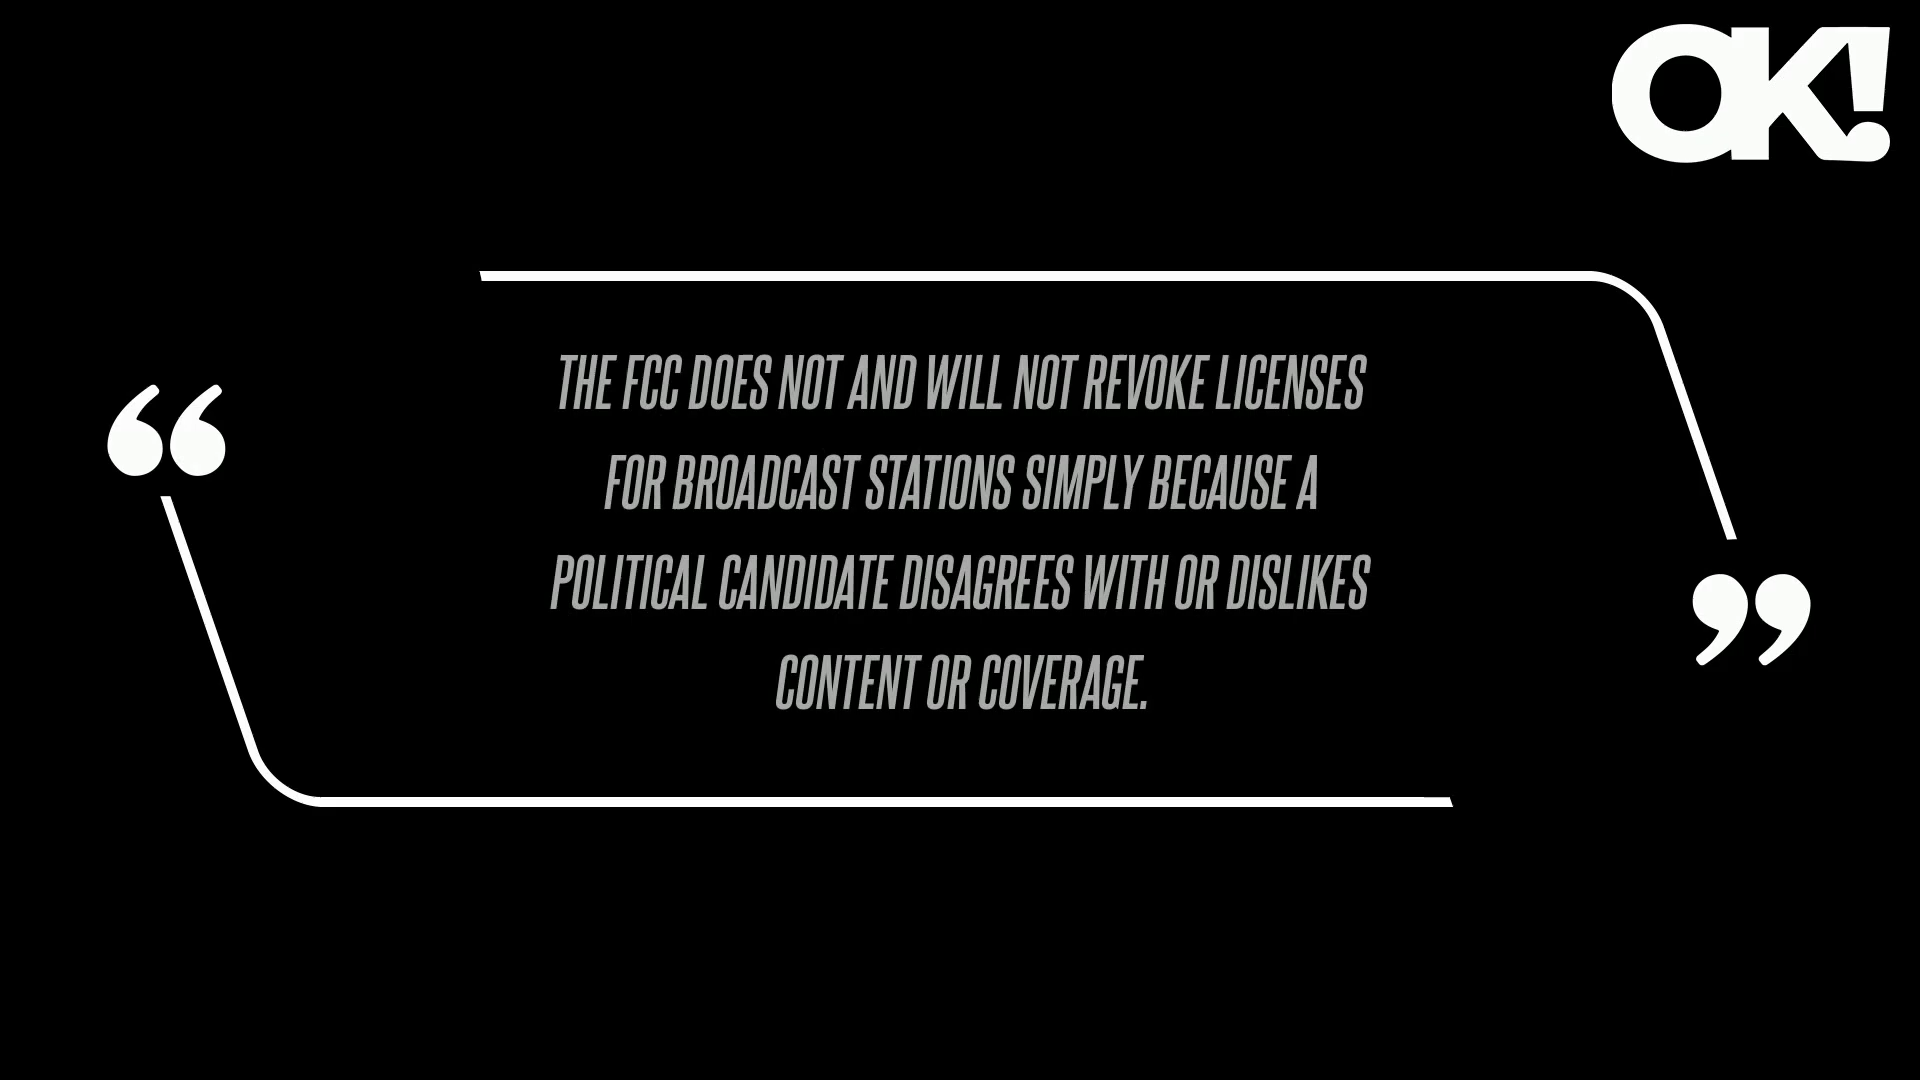 OK!
“
THE FCC DOES NOT AND WILL NOT REVOKE LICENSES
FOR BROADCAST STATIONS SIMPLY BECAUSE A
POLITICAL CANDIDATE DISAGREES WITH OR DISLIKES
CONTENT OR COVERAGE.
”